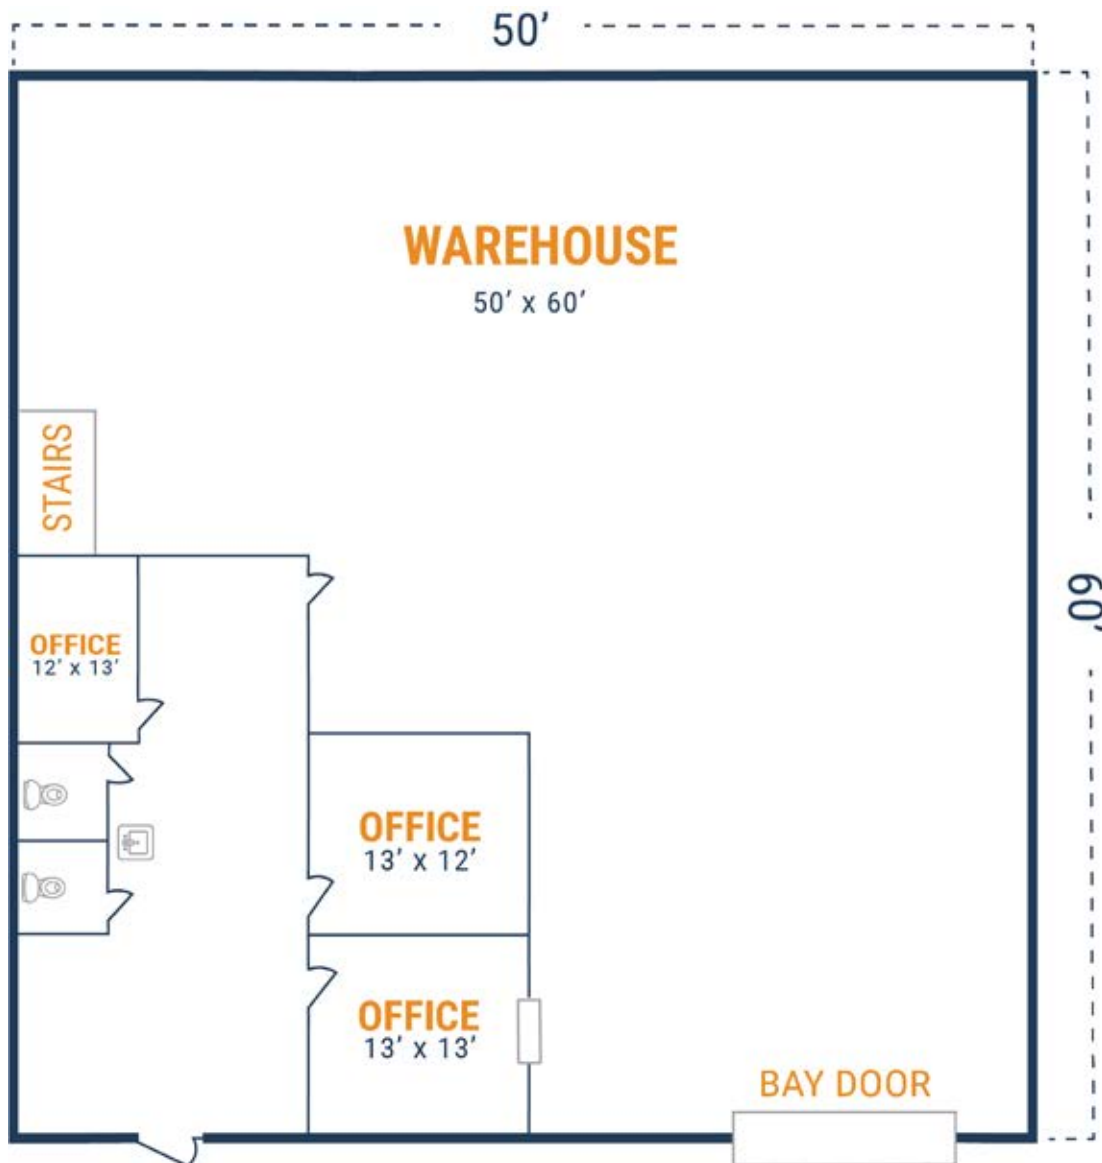 50’
WAREHOUSE
50’ x 60’
STAIRS
60’
OFFICE
12’ x 13’
OFFICE
13’ x 12’
OFFICE
13’ x 13’
BAY DOOR